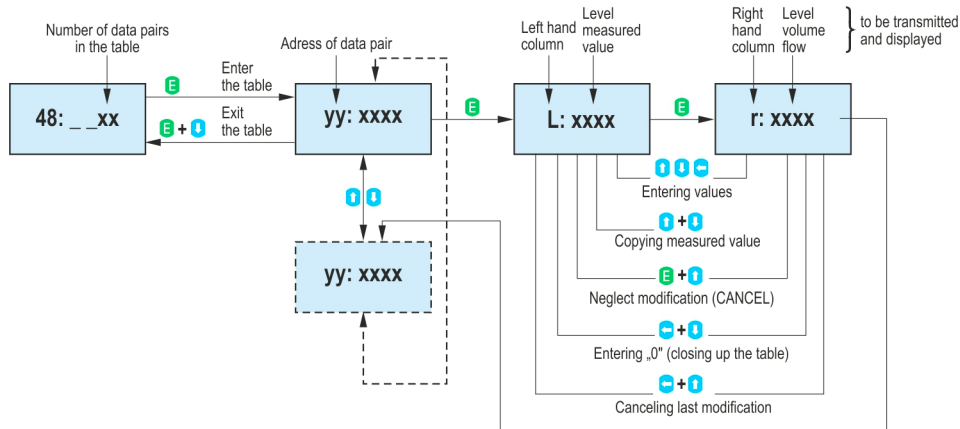 Number of data pairs
in the table
Adress of data pair
Left hand
column
Level
measured
value
Right
hand
column
Level
volume
flow
to be transmitted
and displayed
E
Enter
the table
48: _ _xx
E + ⬇
Exit
the table
yy: xxxx
E
L: xxxx
E
r: xxxx
⬆ ⬇ ⬅
Entering values
⬆ ⬇
⬆ + ⬇
Copying measured value
yy: xxxx
E + ⬆
Neglect modification (CANCEL)
⬅ + ⬇
Entering „0" (closing up the table)
⬅ + ⬆
Canceling last modification